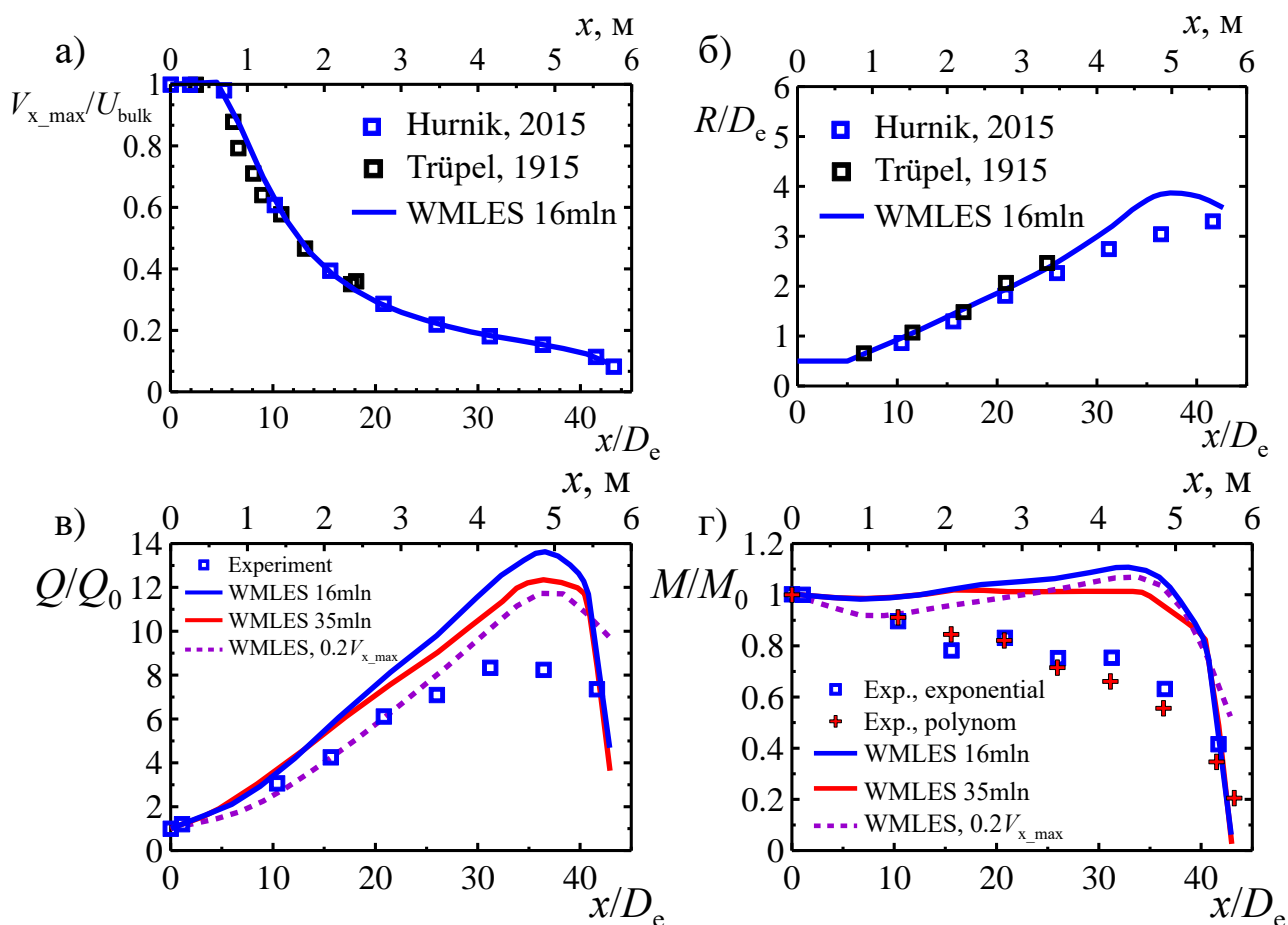 x, м
0 1 2 3 4 5 6
а)
V_x_max/U_bulk
1
0.8
0.6
0.4
0.2
0
Hurnik, 2015
Trüpel, 1915
WMLES 16mln
0 10 20 30 40
x/D_e
x, м
0 1 2 3 4 5 6
б)
R/D_e
6
5
4
3
2
1
0
Hurnik, 2015
Trüpel, 1915
WMLES 16mln
0 10 20 30 40
x/D_e
x, м
0 1 2 3 4 5 6
в)
Q/Q_0
14
12
10
8
6
4
2
0
Experiment
WMLES 16mln
WMLES 35mln
WMLES, 0.2V_x_max
0 10 20 30 40
x/D_e
x, м
0 1 2 3 4 5 6
г)
M/M_0
1.2
1
0.8
0.6
0.4
0.2
0
Exp., exponential
Exp., polynom
WMLES 16mln
WMLES 35mln
WMLES, 0.2V_x_max
0 10 20 30 40
x/D_e